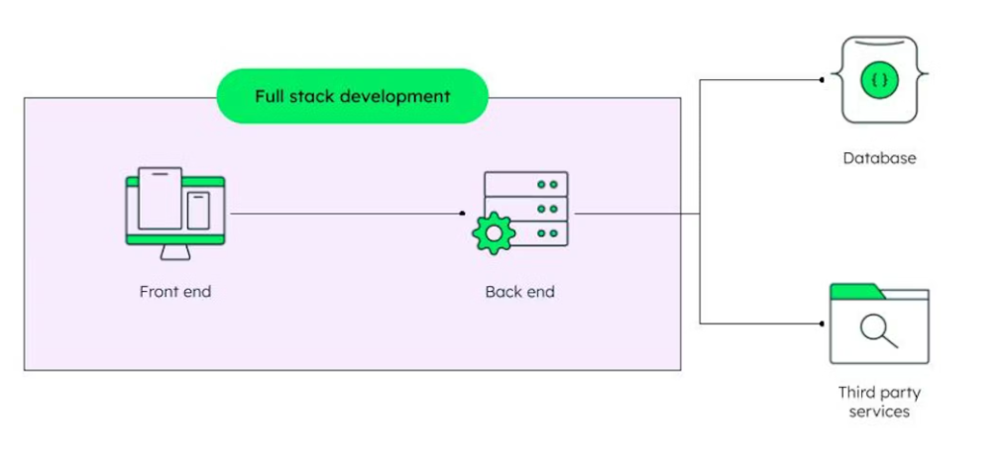 Full stack development
{ }
Database
Front end
Back end
Third party
services